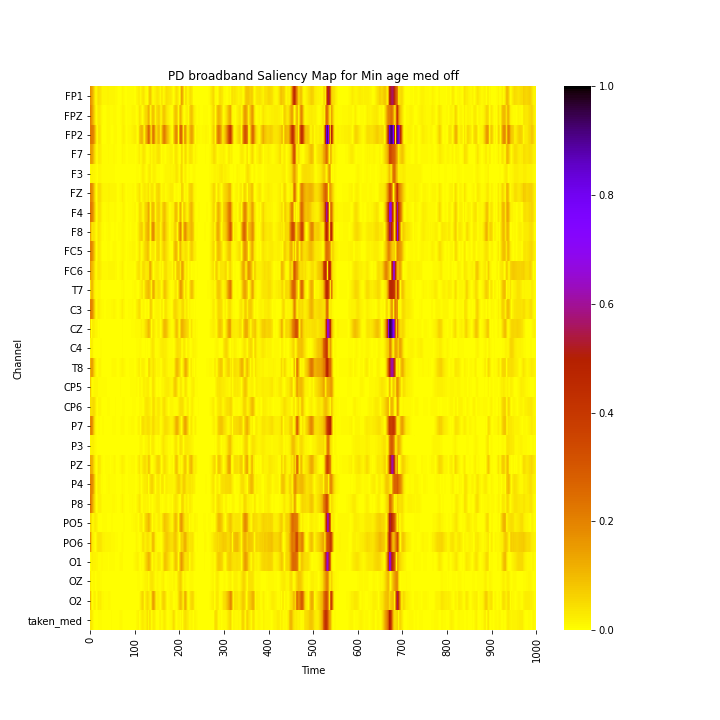 PD broadband Saliency Map for Min age med off
FP1
FPZ
FP2
F7
F3
FZ
F4
F8
FC5
FC6
T7
C3
CZ
C4
T8
CP5
CP6
P7
P3
PZ
P4
P8
PO5
PO6
O1
OZ
O2
taken_med
Channel
0
100
200
300
400
500
600
700
800
900
1000
Time
1.0
0.8
0.6
0.4
0.2
0.0